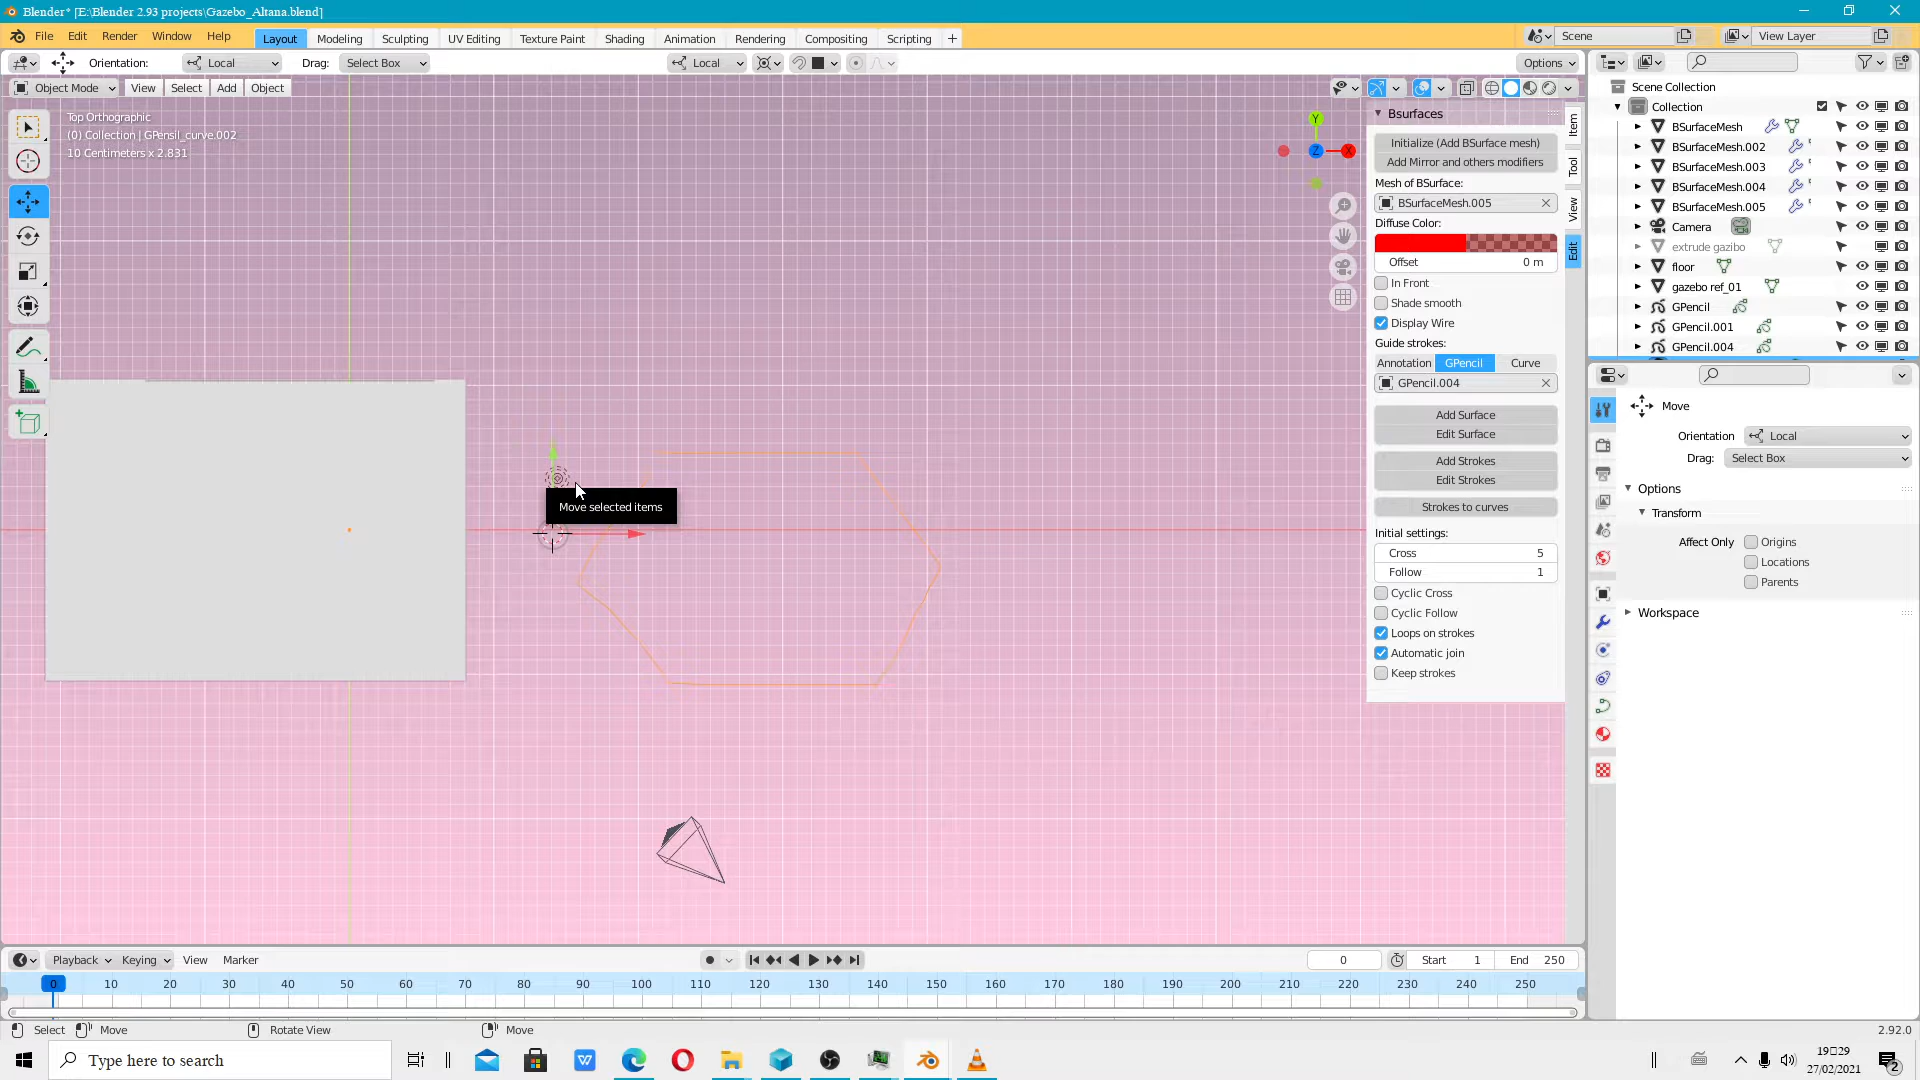 Blender* [E:\Blender 2.93 projects\Gazebo_Altana.blend]
File Edit Render Window Help
Layout Modeling Sculpting UV Editing Texture Paint Shading Animation Rendering Compositing Scripting +
Scene
View Layer
Orientation: Local Drag: Select Box
Local
Options
Object Mode View Select Add Object
Top Orthographic
(0) Collection | GPensil_curve.002
10 Centimeters x 2.831
Y
Z
X
Move selected items
Bsurfaces
Initialize (Add BSurface mesh)
Add Mirror and others modifiers
Mesh of BSurface:
BSurfaceMesh.005
Diffuse Color:
Offset 0 m
In Front
Shade smooth
Display Wire
Guide strokes:
Annotation GPencil Curve
GPencil.004
Add Surface
Edit Surface
Add Strokes
Edit Strokes
Strokes to curves
Initial settings:
Cross 5
Follow 1
Cyclic Cross
Cyclic Follow
Loops on strokes
Automatic join
Keep strokes
Item
Tool
View
Edit
Scene Collection
Collection
BSurfaceMesh
BSurfaceMesh.002
BSurfaceMesh.003
BSurfaceMesh.004
BSurfaceMesh.005
Camera
extrude gazibo
floor
gazebo ref_01
GPencil
GPencil.001
GPencil.004
Move
Orientation Local
Drag: Select Box
Options
Transform
Affect Only Origins
Locations
Parents
Workspace
Playback Keying View Marker
0
Start 1 End 250
0 10 20 30 40 50 60 70 80 90 100 110 120 130 140 150 160 170 180 190 200 210 220 230 240 250
Select Move Rotate View Move
2.92.0
Type here to search
19:29
27/02/2021
2